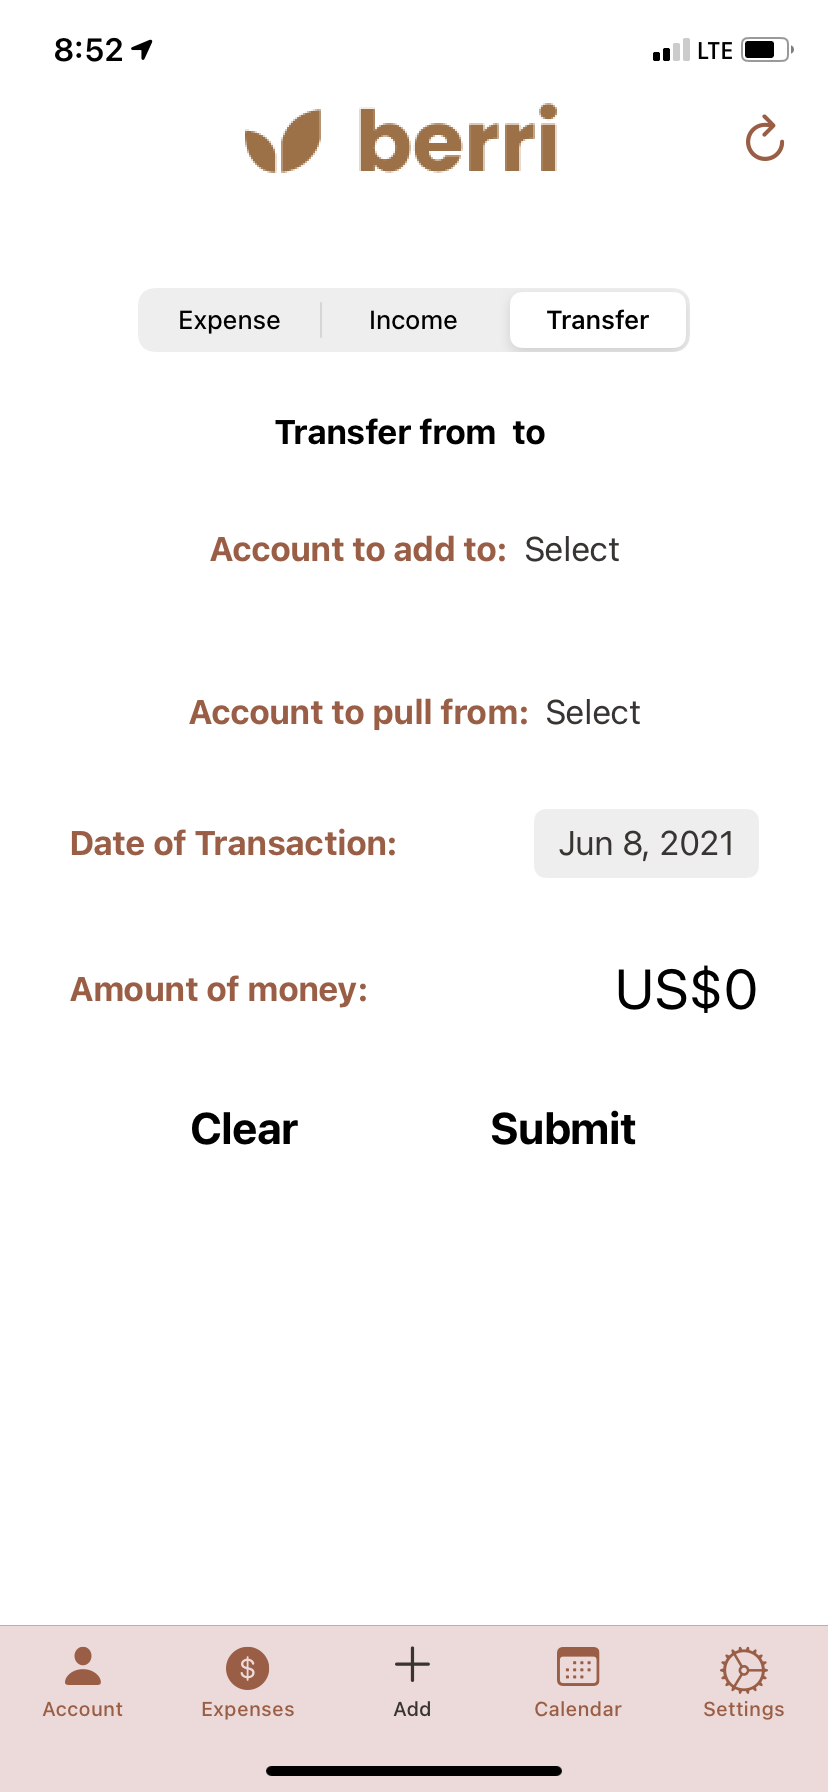 8:52 LTE
berri
Expense Income Transfer
Transfer from  to
Account to add to: Select
Account to pull from: Select
Date of Transaction: Jun 8, 2021
Amount of money: US$0
Clear Submit
$
Account Expenses Add Calendar Settings